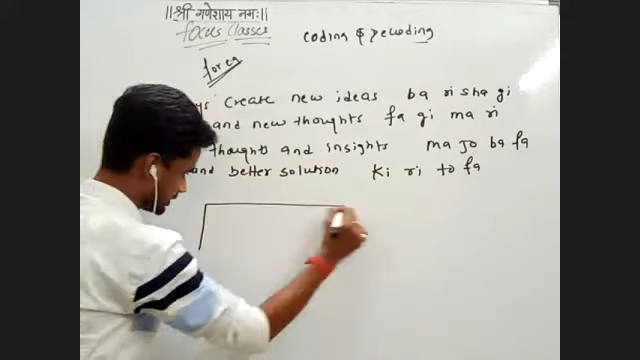 ||श्री गणेशाय नमः||
focus classes
coding & Decoding
for eg
create new ideas ba ri sha gi
and new thoughts fa gi ma ri
thoughts and insights ma jo ba fa
and better solution ki ri to fa